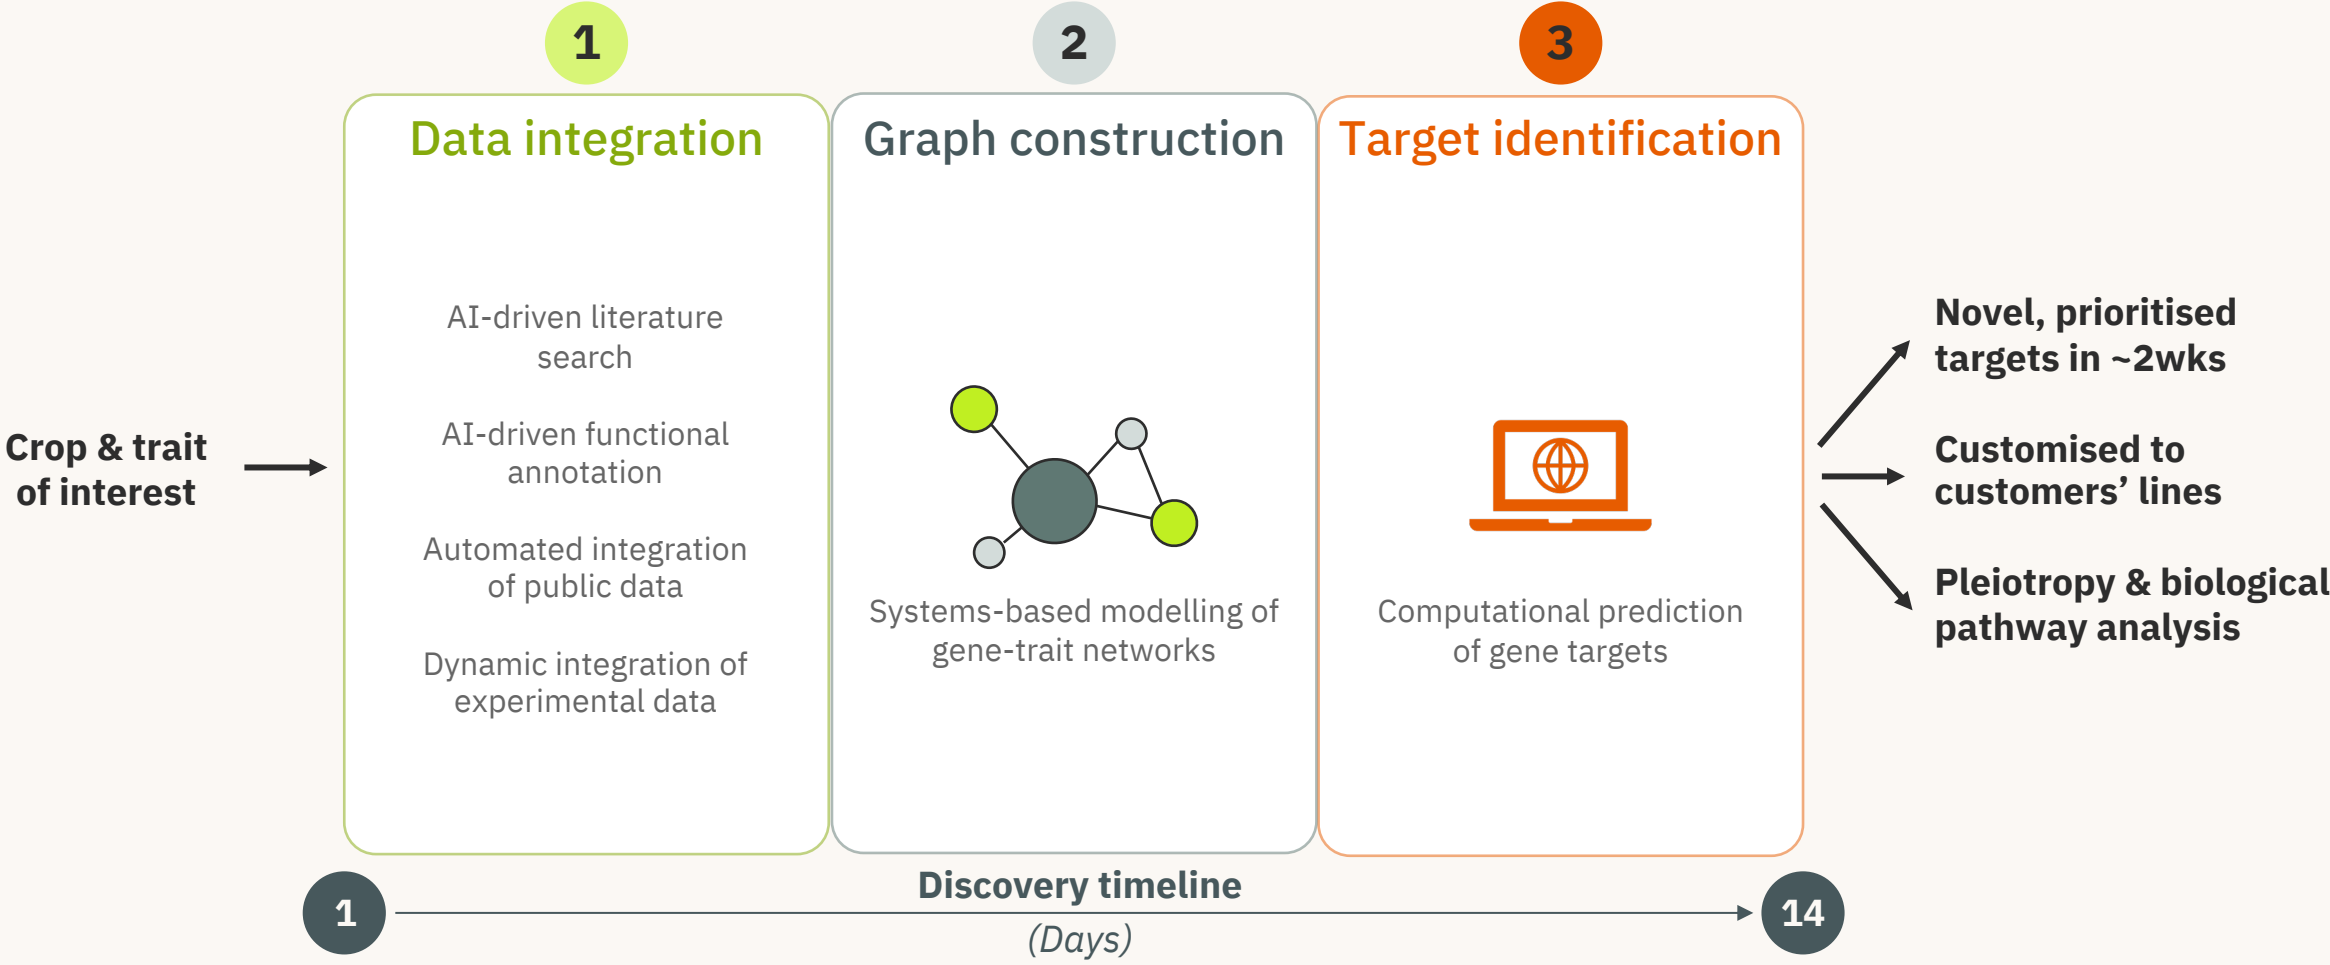 1
2
3
Data integration
Graph construction
Target identification
AI-driven literature
search
AI-driven functional
annotation
Automated integration
of public data
Dynamic integration of
experimental data
Systems-based modelling of
gene-trait networks
Computational prediction
of gene targets
Crop & trait
of interest
Novel, prioritised
targets in ~2wks
Customised to
customers’ lines
Pleiotropy & biological
pathway analysis
1
Discovery timeline
(Days)
14